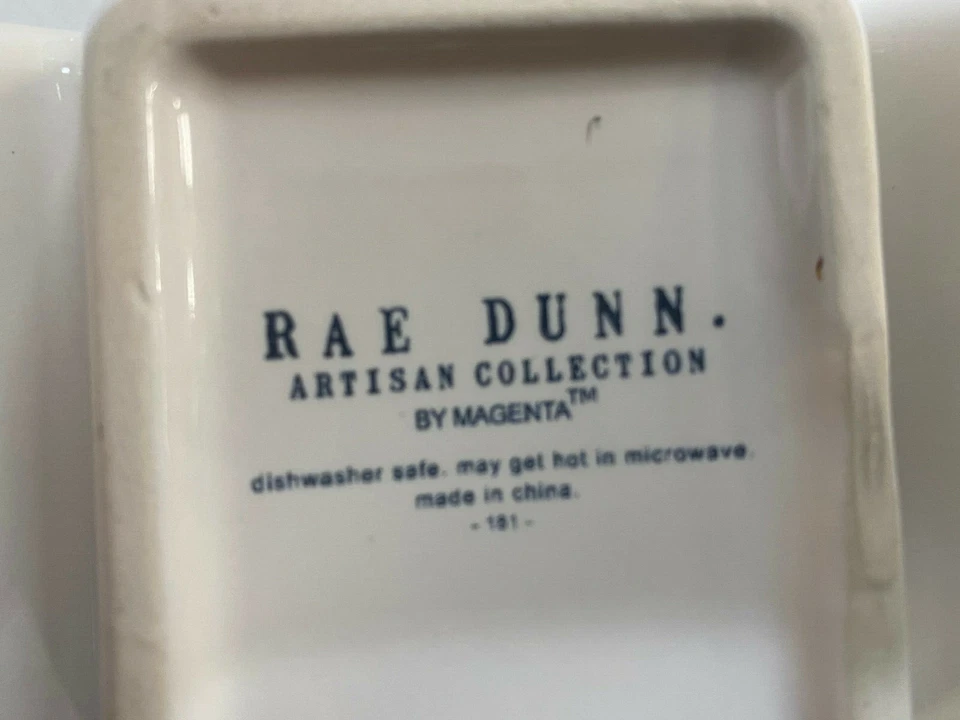 RAE DUNN.
ARTISAN COLLECTION
BY MAGENTA™
dishwasher safe. may get hot in microwave.
made in china.
- 181 -